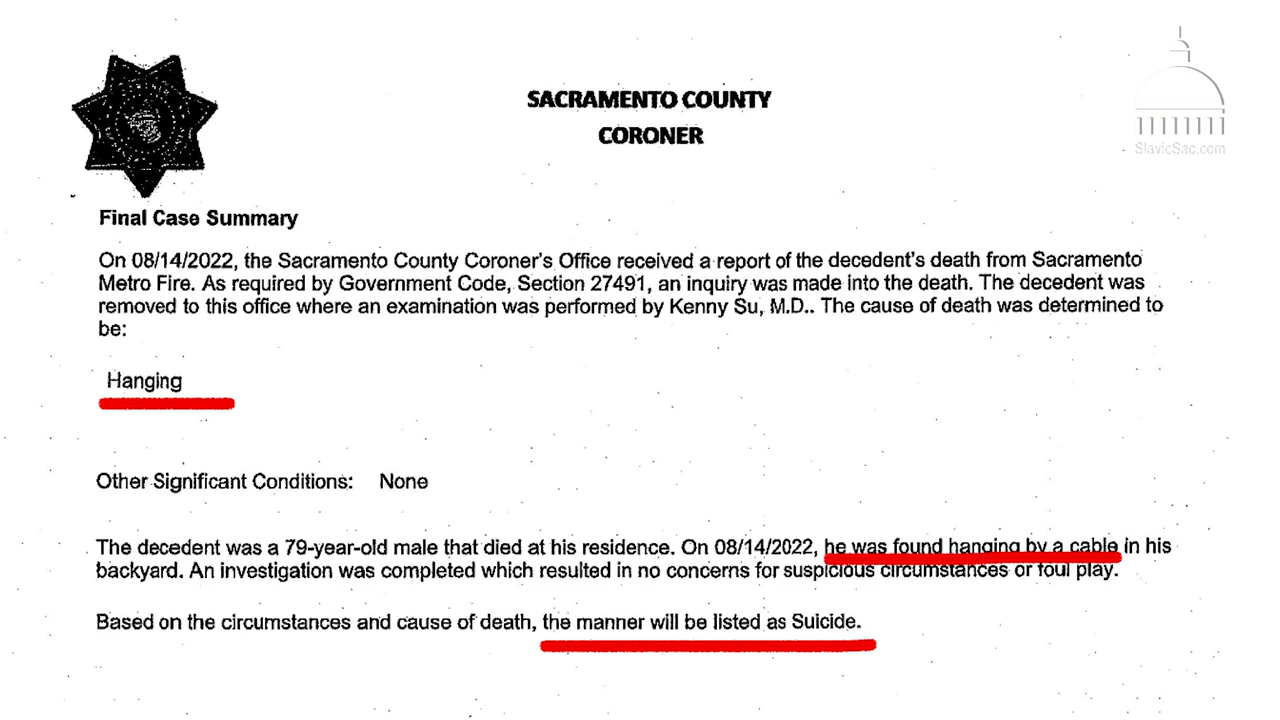 SACRAMENTO COUNTY
CORONER
SlavicSac.com
Final Case Summary
On 08/14/2022, the Sacramento County Coroner's Office received a report of the decedent's death from Sacramento
Metro Fire. As required by Government Code, Section 27491, an inquiry was made into the death. The decedent was
removed to this office where an examination was performed by Kenny Su, M.D.. The cause of death was determined to
be:
Hanging
Other Significant Conditions: None
The decedent was a 79-year-old male that died at his residence. On 08/14/2022, he was found hanging by a cable in his
backyard. An investigation was completed which resulted in no concerns for suspicious circumstances or foul play.
Based on the circumstances and cause of death, the manner will be listed as Suicide.